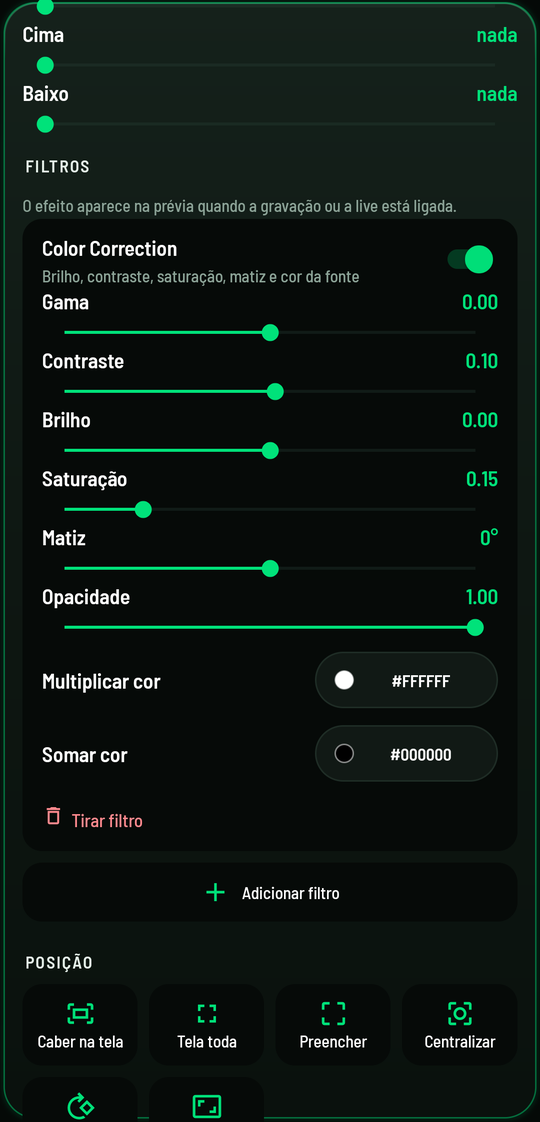 Cima nada
Baixo nada
FILTROS
O efeito aparece na prévia quando a gravação ou a live está ligada.
Color Correction
Brilho, contraste, saturação, matiz e cor da fonte
Gama 0.00
Contraste 0.10
Brilho 0.00
Saturação 0.15
Matiz 0°
Opacidade 1.00
Multiplicar cor #FFFFFF
Somar cor #000000
Tirar filtro
Adicionar filtro
POSIÇÃO
Caber na tela Tela toda Preencher Centralizar